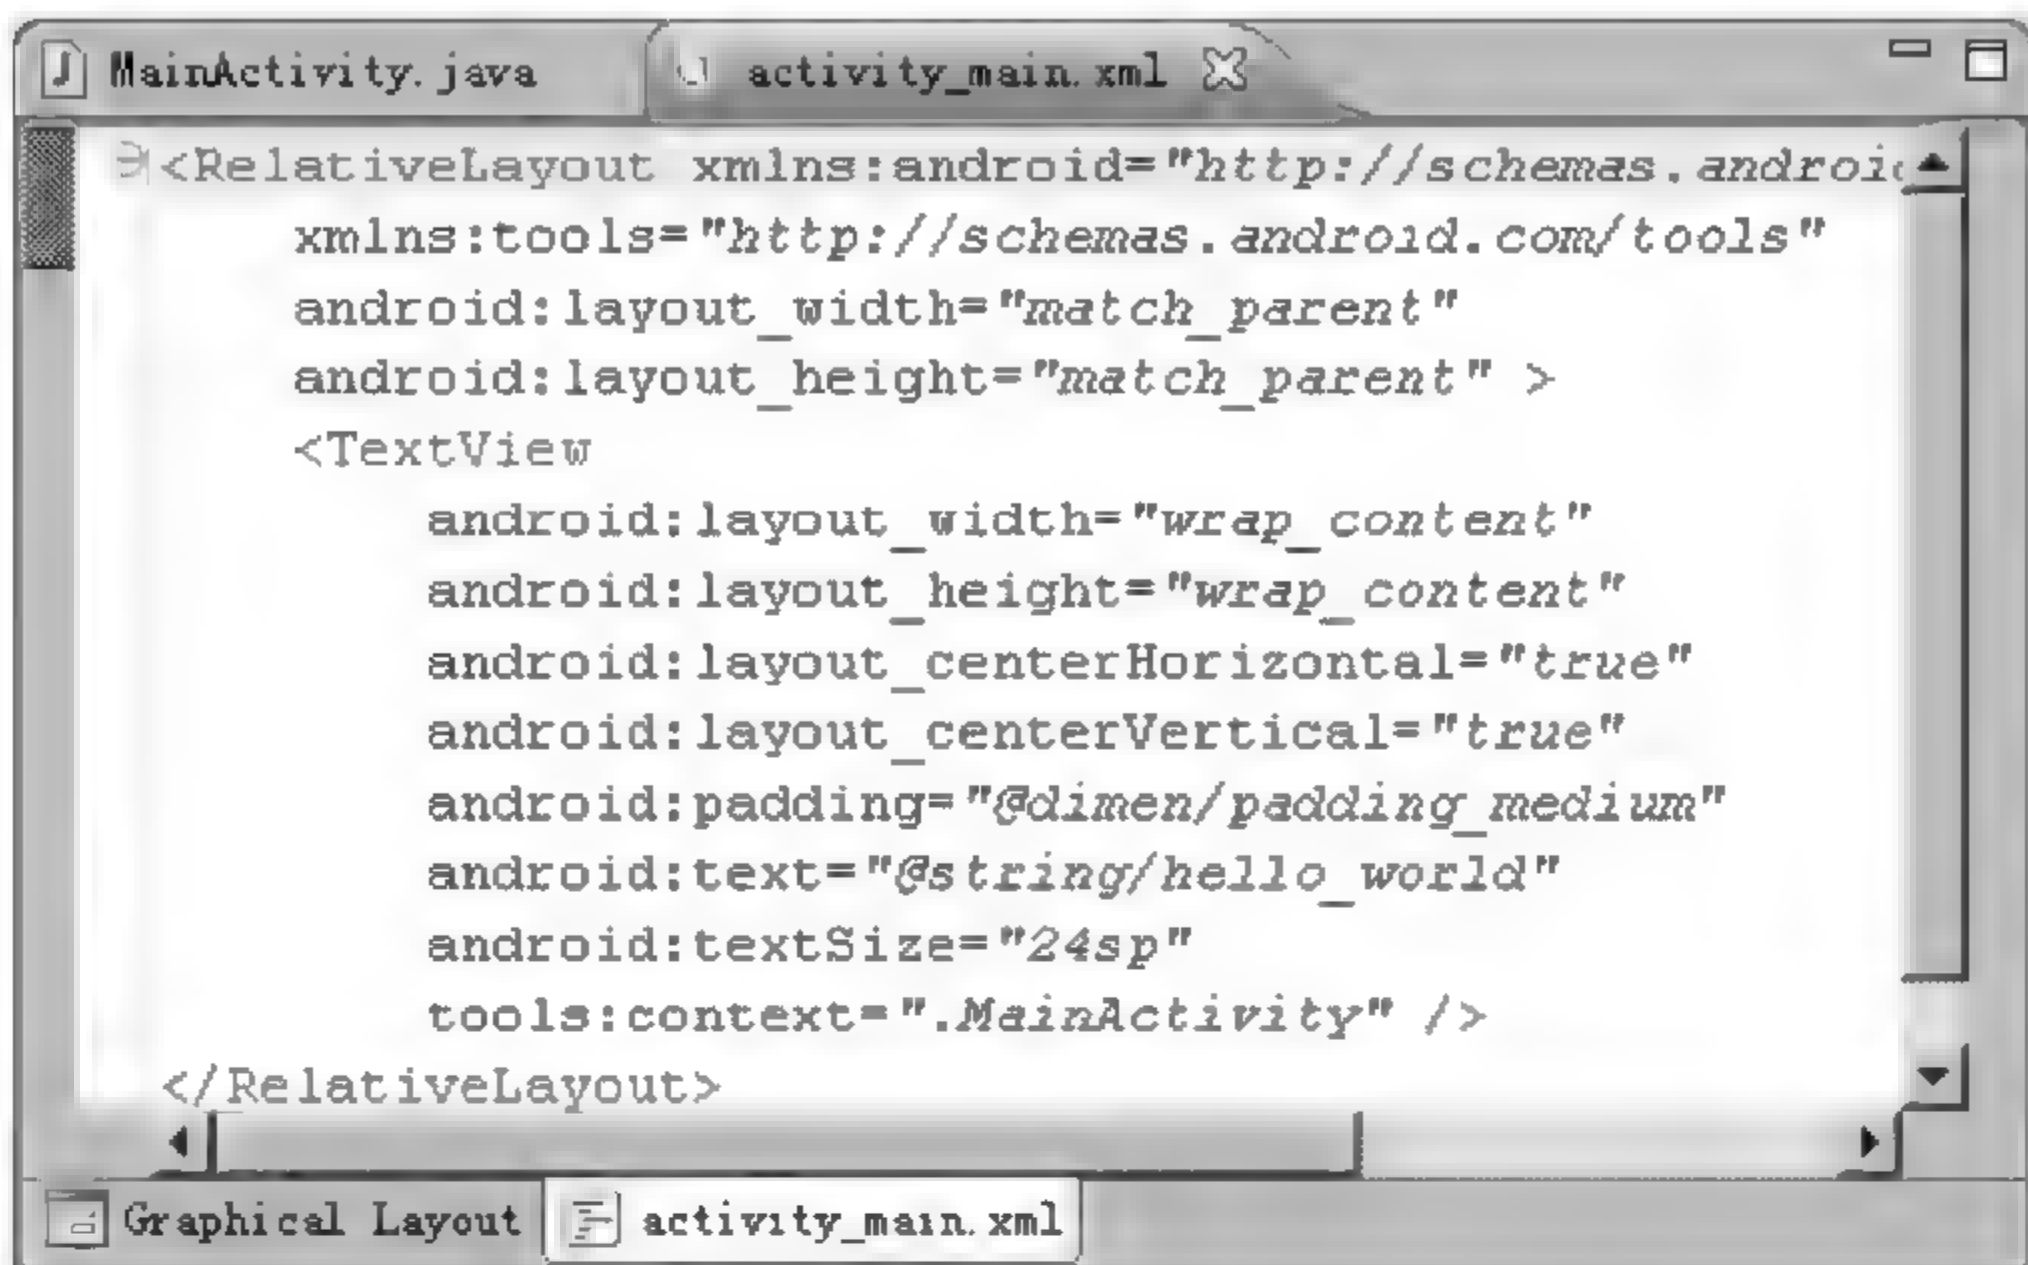 MainActivity.java activity_main.xml
<RelativeLayout xmlns:android="http://schemas.androi
xmlns:tools="http://schemas.android.com/tools"
android:layout_width="match_parent"
android:layout_height="match_parent" >
<TextView
android:layout_width="wrap_content"
android:layout_height="wrap_content"
android:layout_centerHorizontal="true"
android:layout_centerVertical="true"
android:padding="@dimen/padding_medium"
android:text="@string/hello_world"
android:textSize="24sp"
tools:context=".MainActivity" />
</RelativeLayout>
Graphical Layout activity_main.xml